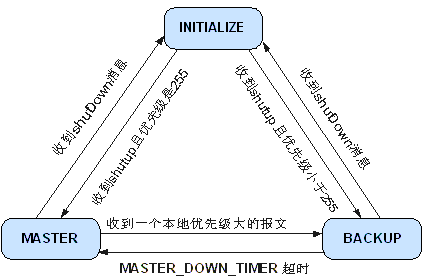 INITIALIZE
收到shuDown消息
收到shutup且优先级是255
收到shutup且优先级小于255
收到shuDown消息
收到一个本地优先级大的报文
MASTER
BACKUP
MASTER_DOWN_TIMER 超时